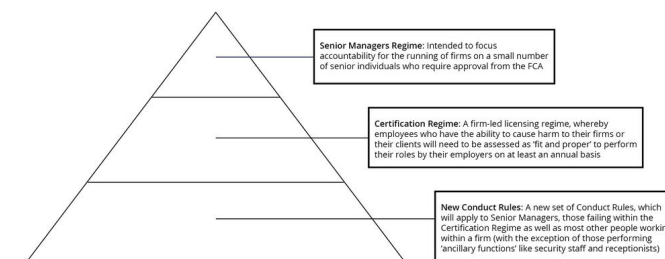 Senior Managers Regime: Intended to focus
accountability for the running of firms on a small number
of senior individuals who require approval from the FCA
Certification Regime: A firm-led licensing regime, whereby
employees who have the ability to cause harm to their firms or
their clients will need to be assessed as 'fit and proper' to perform
their roles by their employers on at least an annual basis
New Conduct Rules: A new set of Conduct Rules, which
will apply to Senior Managers, those failing within the
Certification Regime as well as most other people workin
within a firm (with the exception of those performing
'ancillary functions' like security staff and receptionists)